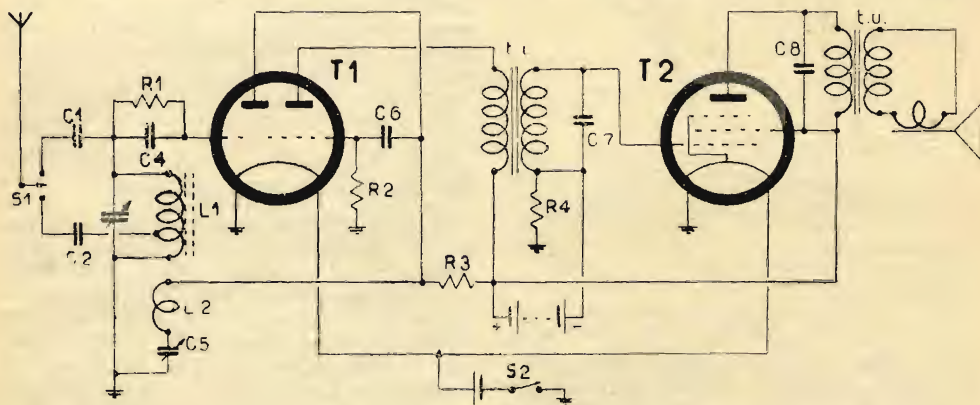 t.u.
R1
T1
t.i.
T2
C8
C1
C6
C4
C7
S1
R2
R4
L1
C2
R3
L2
C5
+
-
S2